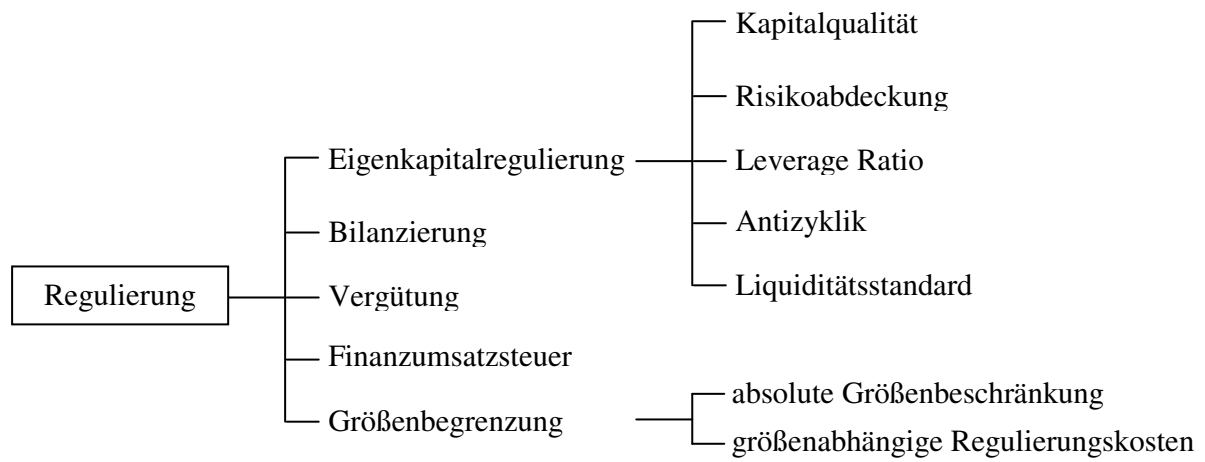 Regulierung
Eigenkapitalregulierung
Kapitalqualität
Risikoabdeckung
Leverage Ratio
Antizyklik
Liquiditätsstandard
Bilanzierung
Vergütung
Finanzumsatzsteuer
Größenbegrenzung
absolute Größenbeschränkung
größenabhängige Regulierungskosten